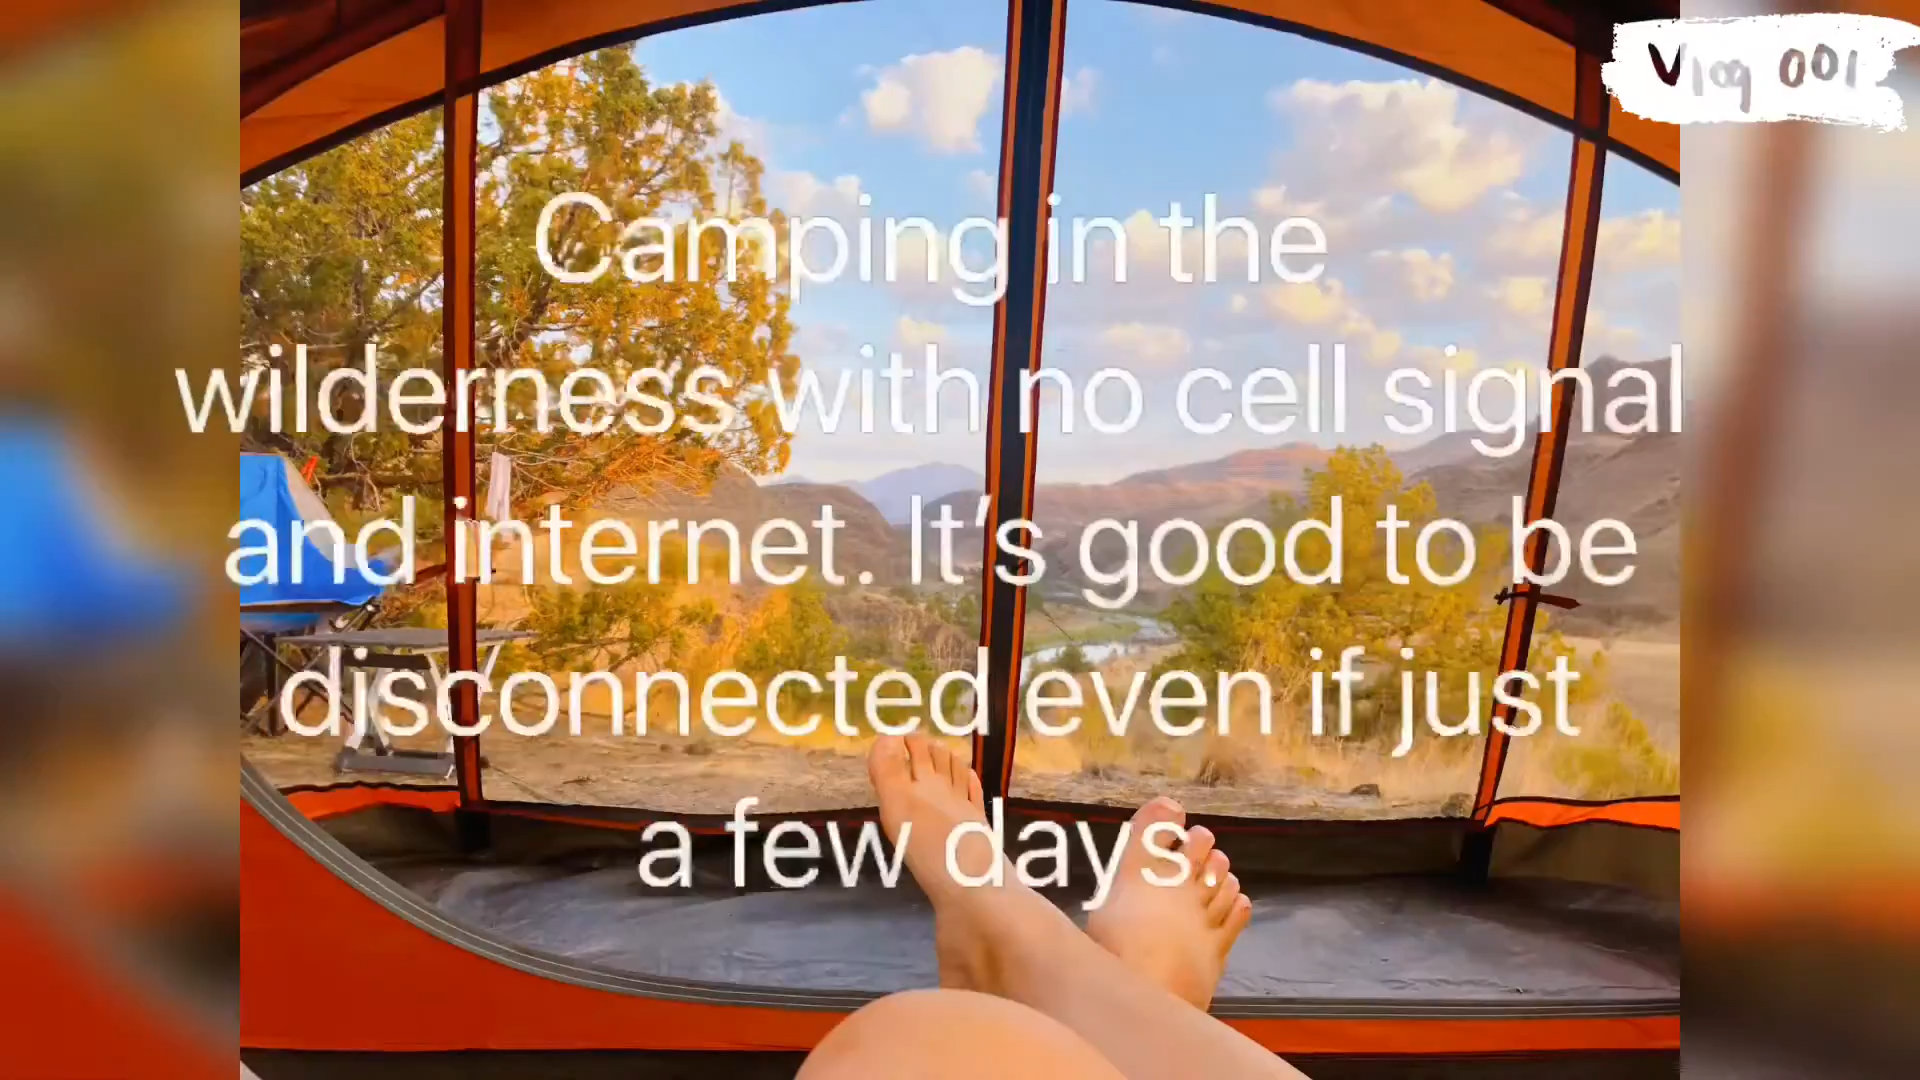 Vlog 001
Camping in the
wilderness with no cell signal
and internet. It's good to be
disconnected even if just
a few days.